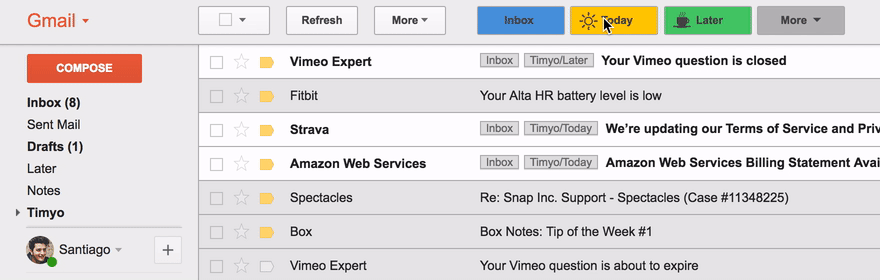 Gmail
Refresh
More
Inbox
Today
Later
More
COMPOSE
Inbox (8)
Sent Mail
Drafts (1)
Later
Notes
Timyo
Santiago
+
Vimeo Expert Inbox Timyo/Later Your Vimeo question is closed
Fitbit Your Alta HR battery level is low
Strava Inbox Timyo/Today We're updating our Terms of Service and Priv
Amazon Web Services Inbox Timyo/Today Amazon Web Services Billing Statement Avai
Spectacles Re: Snap Inc. Support - Spectacles (Case #11348225)
Box Box Notes: Tip of the Week #1
Vimeo Expert Your Vimeo question is about to expire